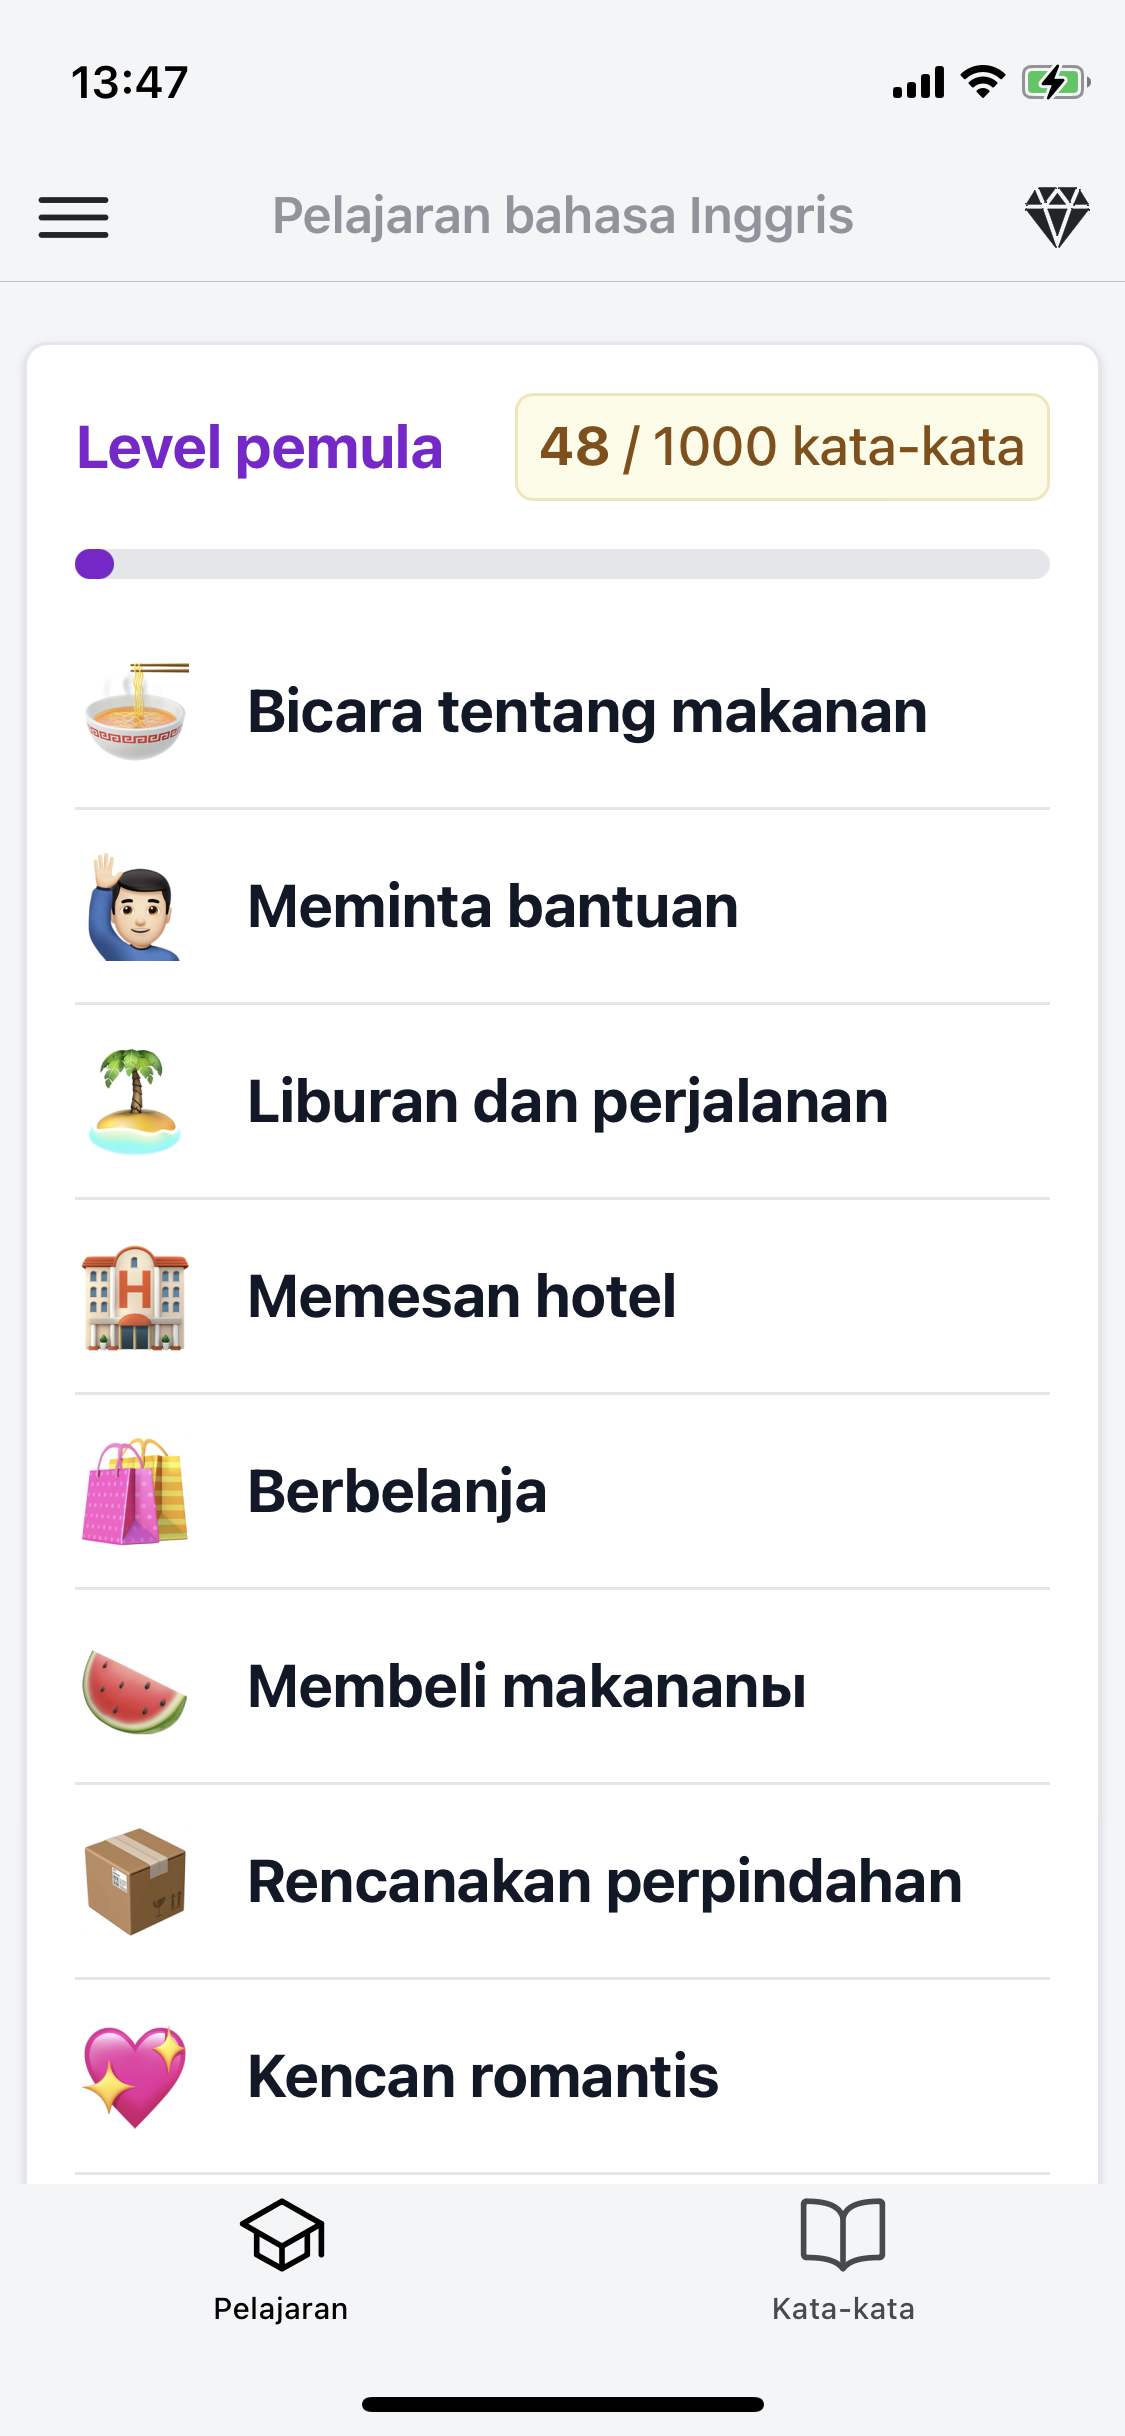 13:47
Pelajaran bahasa Inggris
Level pemula
48 / 1000 kata-kata
Bicara tentang makanan
Meminta bantuan
Liburan dan perjalanan
H
Memesan hotel
Berbelanja
Membeli makananы
Rencanakan perpindahan
Kencan romantis
Pelajaran
Kata-kata